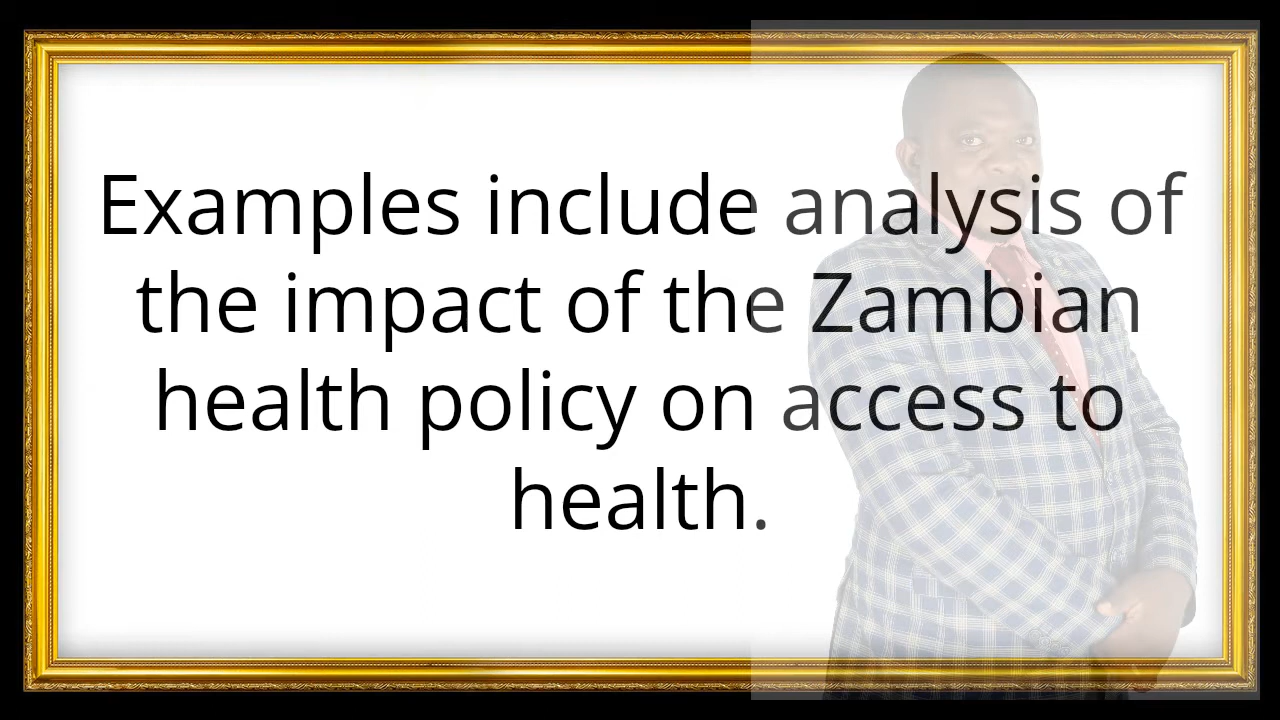 Examples include analysis of
the impact of the Zambian
health policy on access to
health.